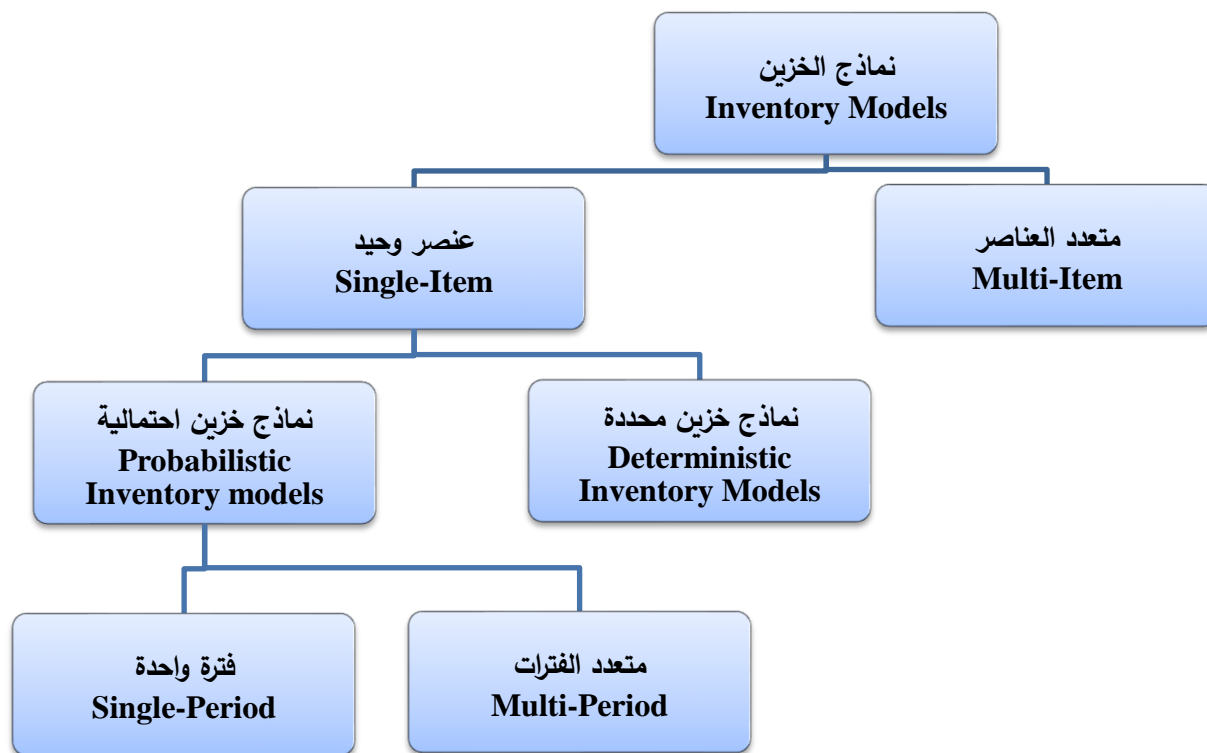 نماذج الخزين
Inventory Models
عنصر وحيد
Single-Item
متعدد العناصر
Multi-Item
نماذج خزين احتمالية
Probabilistic
Inventory models
نماذج خزين محددة
Deterministic
Inventory Models
فترة واحدة
Single-Period
متعدد الفترات
Multi-Period